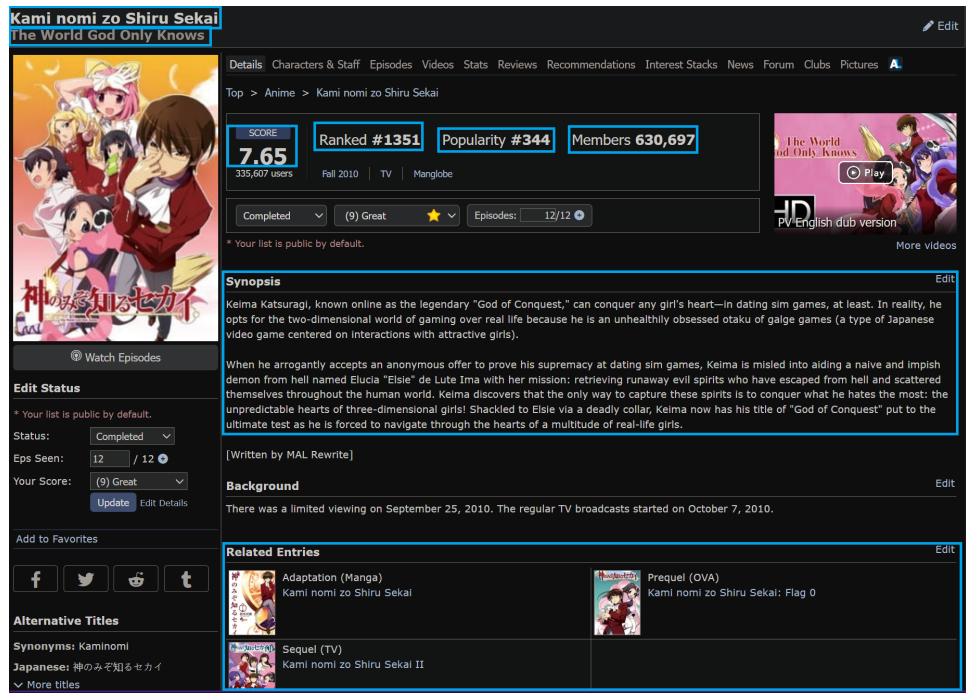 Kami nomi zo Shiru Sekai
The World God Only Knows
Edit
Details Characters & Staff Episodes Videos Stats Reviews Recommendations Interest Stacks News Forum Clubs Pictures A
Top > Anime > Kami nomi zo Shiru Sekai
SCORE
7.65
335,607 users
Ranked #1351
Popularity #344
Members 630,697
Fall 2010 TV Manglobe
Completed (9) Great Episodes: 12/12
* Your list is public by default.
The World
God Only Knows
Play
HD
PV English dub version
More videos
神のみぞ知るセカイ
Watch Episodes
Edit Status
* Your list is public by default.
Status: Completed
Eps Seen: 12 / 12
Your Score: (9) Great
Update Edit Details
Add to Favorites
Alternative Titles
Synonyms: Kaminomi
Japanese: 神のみぞ知るセカイ
More titles
Synopsis
Edit
Keima Katsuragi, known online as the legendary "God of Conquest," can conquer any girl's heart—in dating sim games, at least. In reality, he
opts for the two-dimensional world of gaming over real life because he is an unhealthily obsessed otaku of galge games (a type of Japanese
video game centered on interactions with attractive girls).
When he arrogantly accepts an anonymous offer to prove his supremacy at dating sim games, Keima is misled into aiding a naive and impish
demon from hell named Elucia "Elsie" de Lute Ima with her mission: retrieving runaway evil spirits who have escaped from hell and scattered
themselves throughout the human world. Keima discovers that the only way to capture these spirits is to conquer what he hates the most: the
unpredictable hearts of three-dimensional girls! Shackled to Elsie via a deadly collar, Keima now has his title of "God of Conquest" put to the
ultimate test as he is forced to navigate through the hearts of a multitude of real-life girls.
[Written by MAL Rewrite]
Background
Edit
There was a limited viewing on September 25, 2010. The regular TV broadcasts started on October 7, 2010.
Related Entries
Edit
Adaptation (Manga)
Kami nomi zo Shiru Sekai
Prequel (OVA)
Kami nomi zo Shiru Sekai: Flag 0
Sequel (TV)
Kami nomi zo Shiru Sekai II